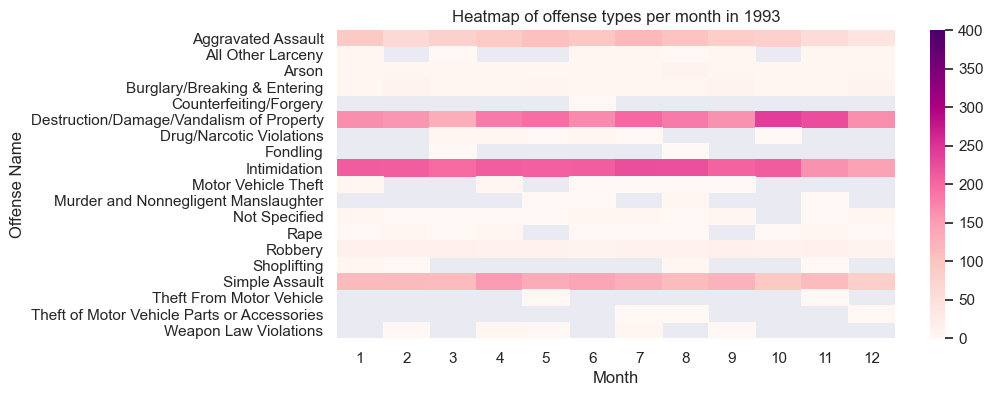 Heatmap of offense types per month in 1993
Offense Name
Aggravated Assault
All Other Larceny
Arson
Burglary/Breaking & Entering
Counterfeiting/Forgery
Destruction/Damage/Vandalism of Property
Drug/Narcotic Violations
Fondling
Intimidation
Motor Vehicle Theft
Murder and Nonnegligent Manslaughter
Not Specified
Rape
Robbery
Shoplifting
Simple Assault
Theft From Motor Vehicle
Theft of Motor Vehicle Parts or Accessories
Weapon Law Violations
1 2 3 4 5 6 7 8 9 10 11 12
Month
400
350
300
250
200
150
100
50
0